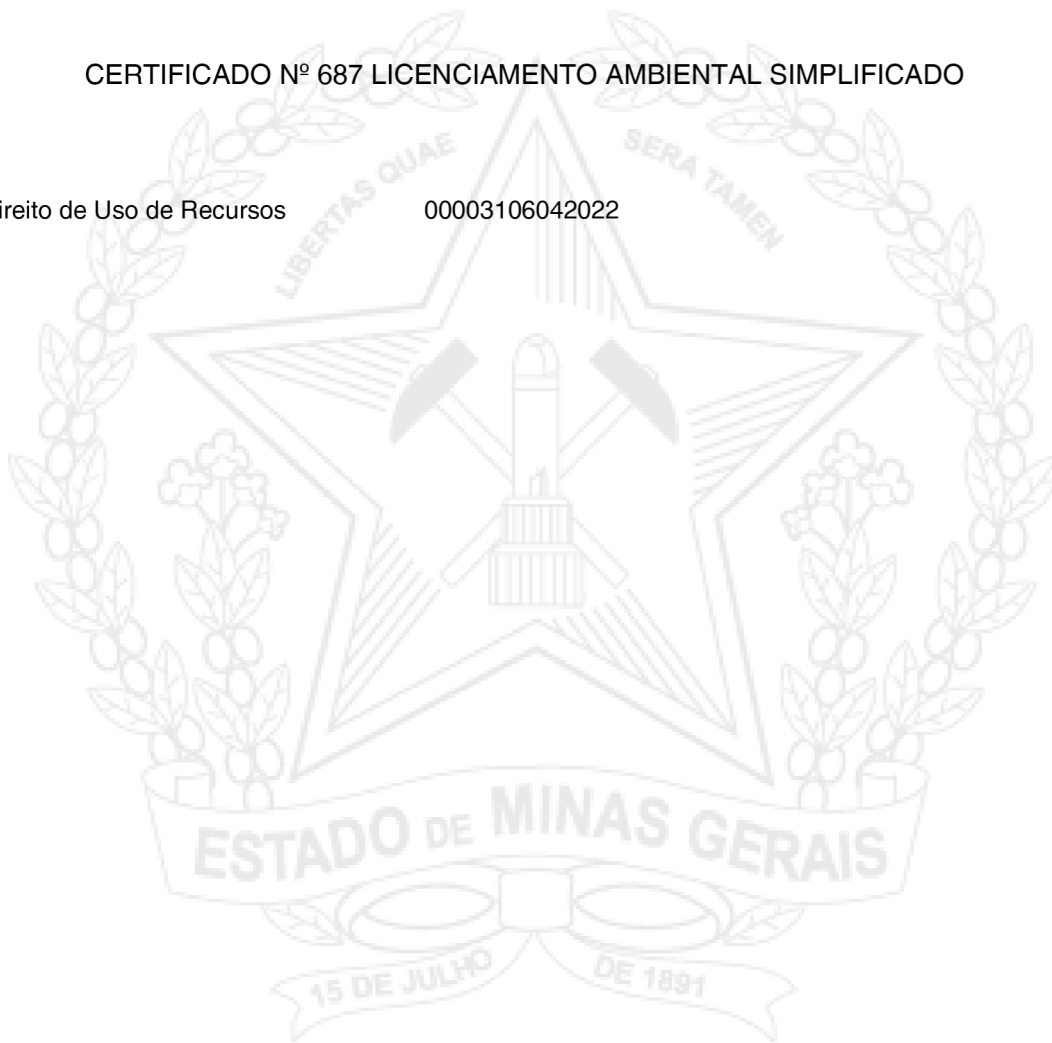 CERTIFICADO Nº 687 LICENCIAMENTO AMBIENTAL SIMPLIFICADO
LIBERTAS QUAE SERA TAMEN
ireito de Uso de Recursos 00003106042022
ESTADO DE MINAS GERAIS
15 DE JULHO DE 1891